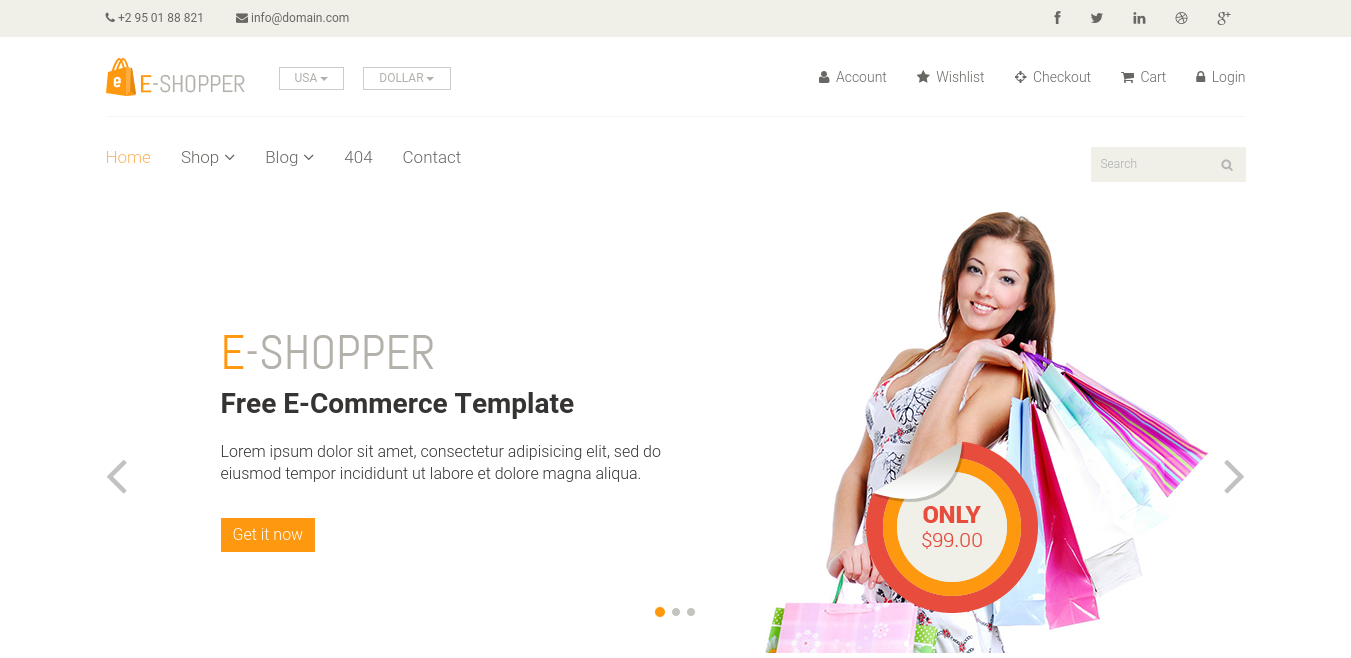 +2 95 01 88 821 info@domain.com
e E-SHOPPER USA DOLLAR Account Wishlist Checkout Cart Login
Home Shop Blog 404 Contact
Search
E-SHOPPER
Free E-Commerce Template
Lorem ipsum dolor sit amet, consectetur adipisicing elit, sed do
eiusmod tempor incididunt ut labore et dolore magna aliqua.
Get it now
ONLY
$99.00